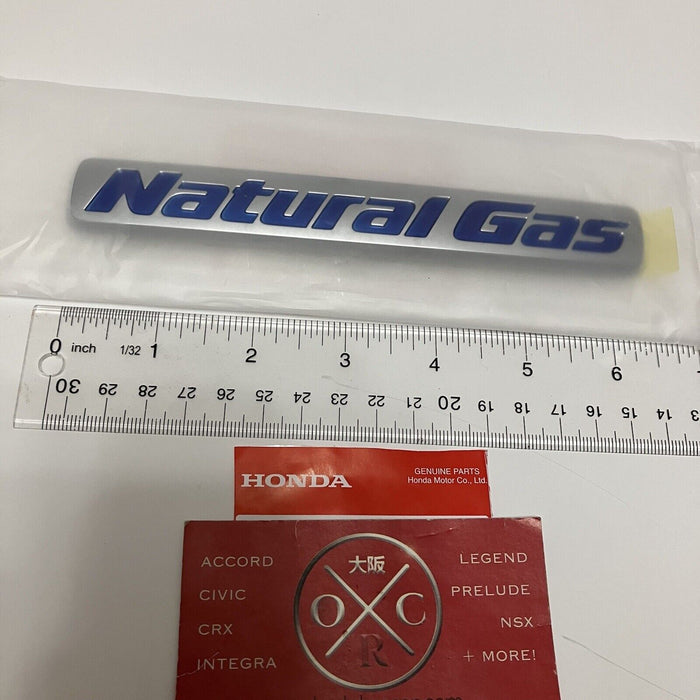 Natural Gas
0 inch 1/32 1 2 3 4 5 6
30 29 28 27 26 25 24 23 22 21 20 19 18 17 16 15 14 13
HONDA
GENUINE PARTS
Honda Motor Co., Ltd.
大阪
O C
R
ACCORD
CIVIC
CRX
INTEGRA
LEGEND
PRELUDE
NSX
+ MORE!